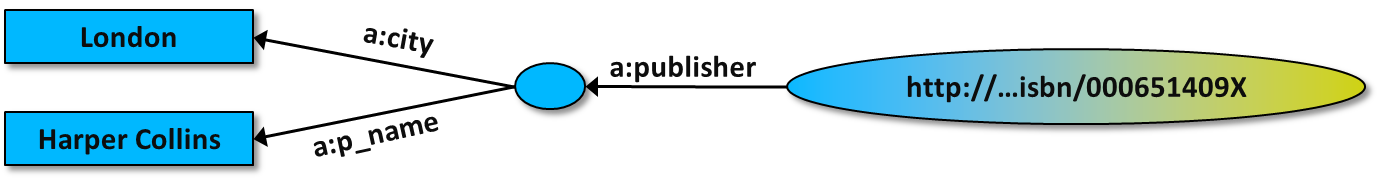 London
a:city
a:publisher
http://…isbn/000651409X
Harper Collins
a:p_name